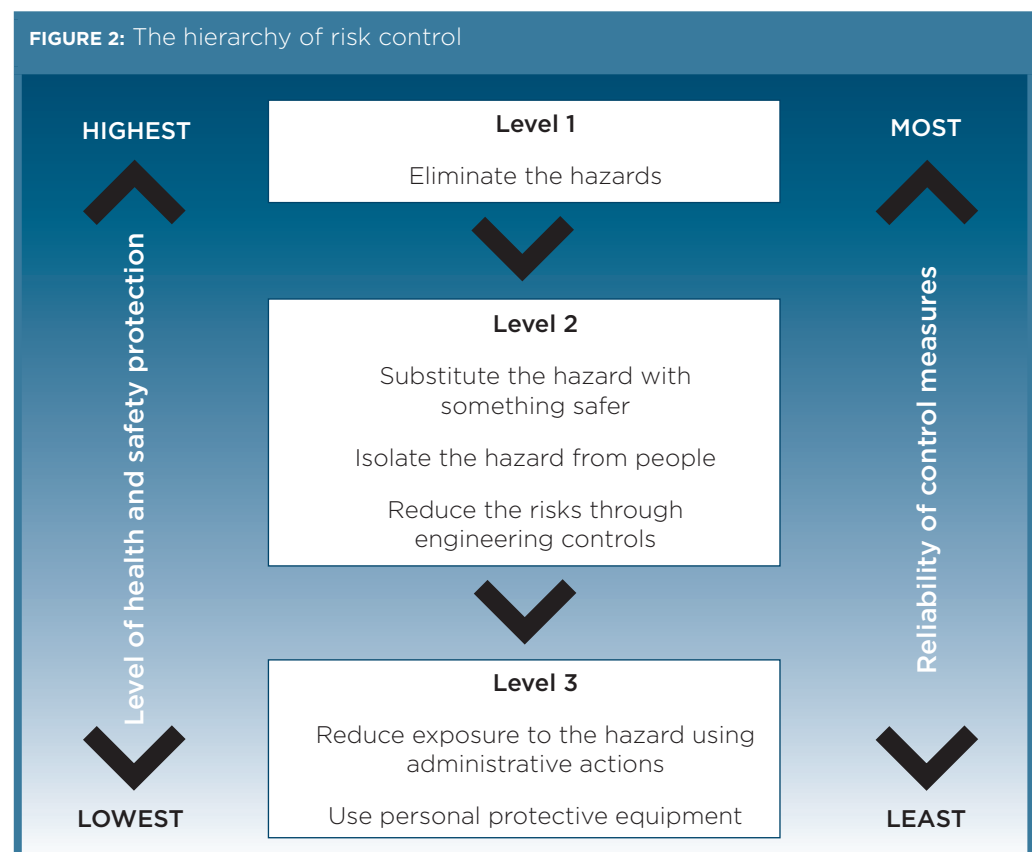 FIGURE 2: The hierarchy of risk control
HIGHEST
Level of health and safety protection
LOWEST
Level 1
Eliminate the hazards
Level 2
Substitute the hazard with
something safer
Isolate the hazard from people
Reduce the risks through
engineering controls
Level 3
Reduce exposure to the hazard using
administrative actions
Use personal protective equipment
MOST
Reliability of control measures
LEAST